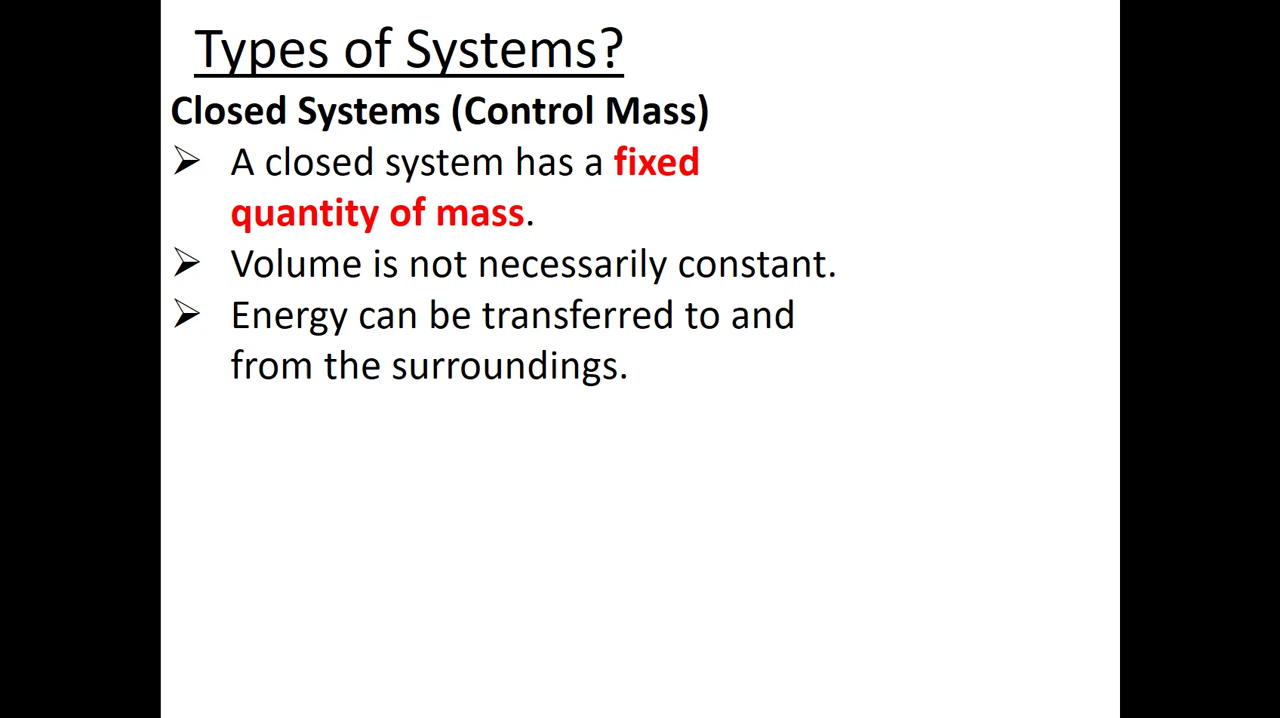 Types of Systems?
Closed Systems (Control Mass)
➢ A closed system has a fixed
quantity of mass.
➢ Volume is not necessarily constant.
➢ Energy can be transferred to and
from the surroundings.